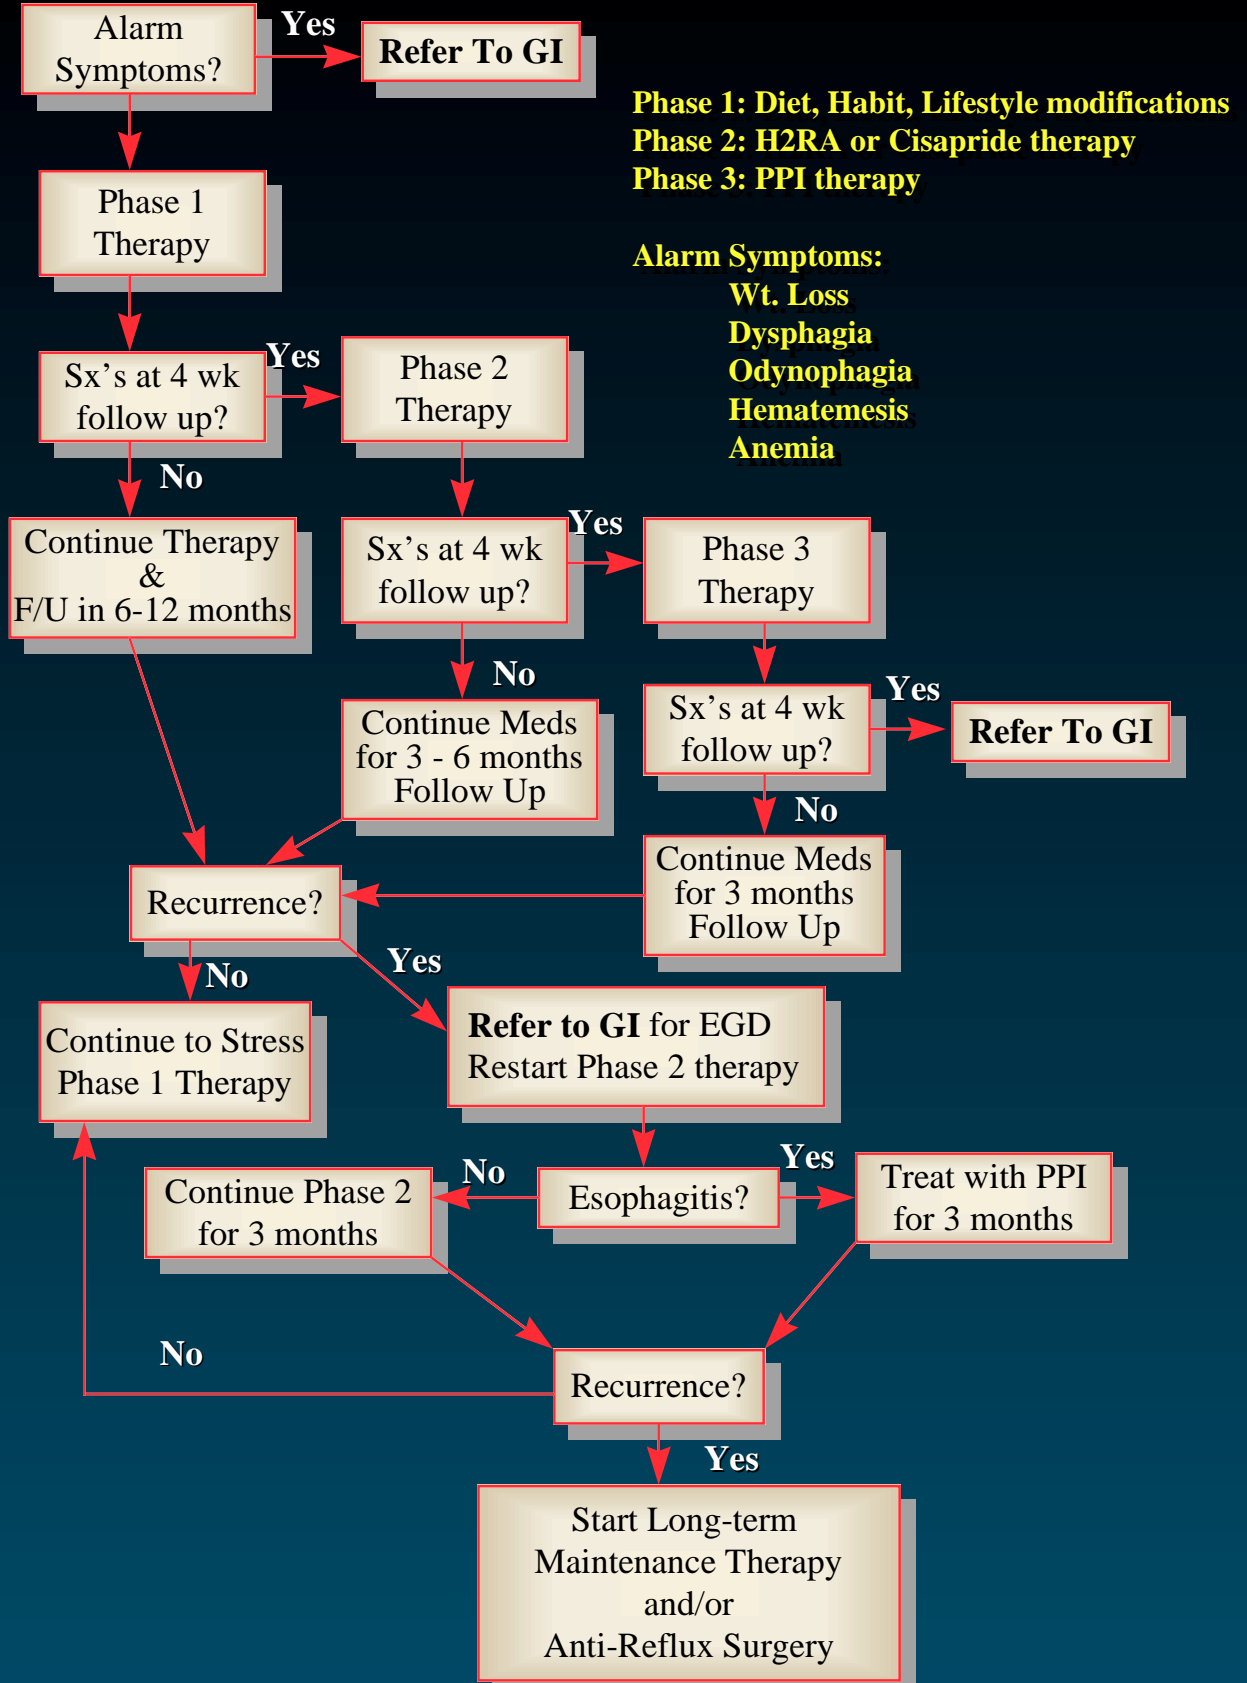 Alarm
Symptoms?
Yes
Refer To GI
Phase 1: Diet, Habit, Lifestyle modifications
Phase 2: H2RA or Cisapride therapy
Phase 3: PPI therapy
Alarm Symptoms:
Wt. Loss
Dysphagia
Odynophagia
Hematemesis
Anemia
Phase 1
Therapy
Sx's at 4 wk
follow up?
Yes
Phase 2
Therapy
No
Continue Therapy
&
F/U in 6-12 months
Sx's at 4 wk
follow up?
Yes
Phase 3
Therapy
No
Continue Meds
for 3 - 6 months
Follow Up
Sx's at 4 wk
follow up?
Yes
Refer To GI
No
Continue Meds
for 3 months
Follow Up
Recurrence?
No
Yes
Continue to Stress
Phase 1 Therapy
Refer to GI for EGD
Restart Phase 2 therapy
Esophagitis?
No
Yes
Continue Phase 2
for 3 months
Treat with PPI
for 3 months
Recurrence?
No
Yes
Start Long-term
Maintenance Therapy
and/or
Anti-Reflux Surgery